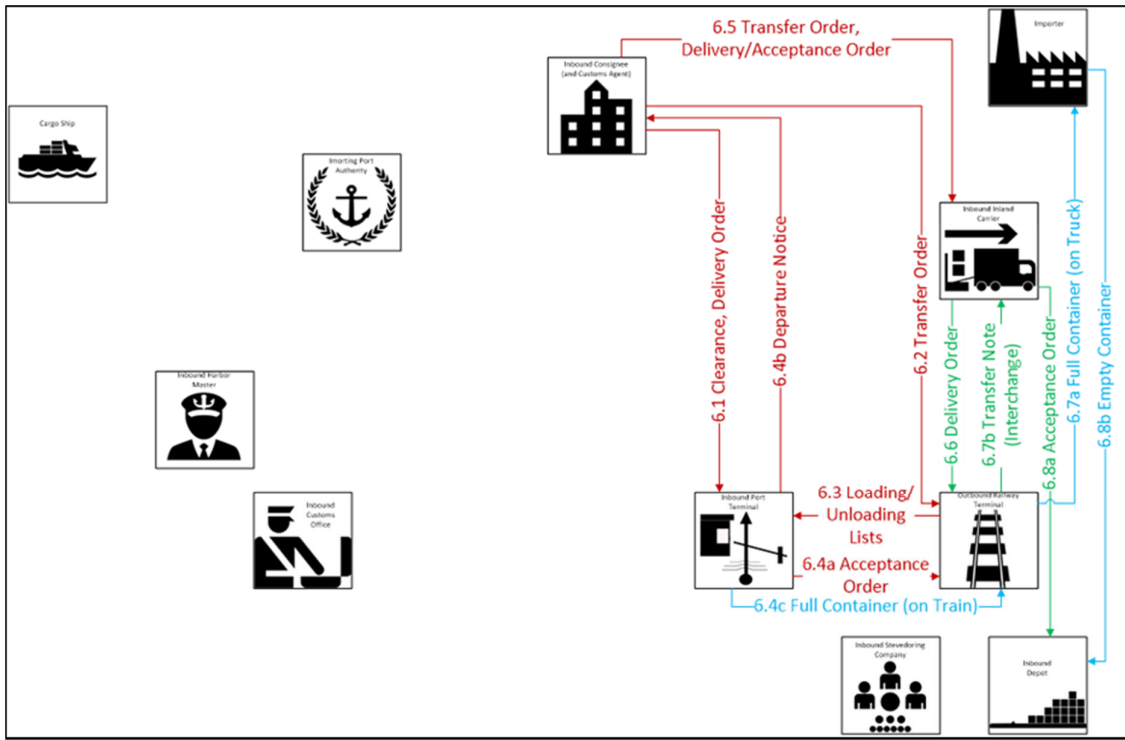 6.5 Transfer Order,
Delivery/Acceptance Order
Importer
Inbound Consignee
(and Customs Agent)
Cargo Ship
Imorting Port
Authority
Inbound Inland
Carrier
6.1 Clearance, Delivery Order
6.4b Departure Notice
6.2 Transfer Order
6.6 Delivery Order
6.7b Transfer Note
(Interchange)
6.8a Acceptance Order
6.7a Full Container (on Truck)
6.8b Empty Container
Inbound Harbor
Master
Inbound
Customs
Office
Inbound Port
Terminal
6.3 Loading/
Unloading
Lists
Outbound Railway
Terminal
6.4a Acceptance
Order
6.4c Full Container (on Train)
Inbound Stevedoring
Company
Inbound
Depot